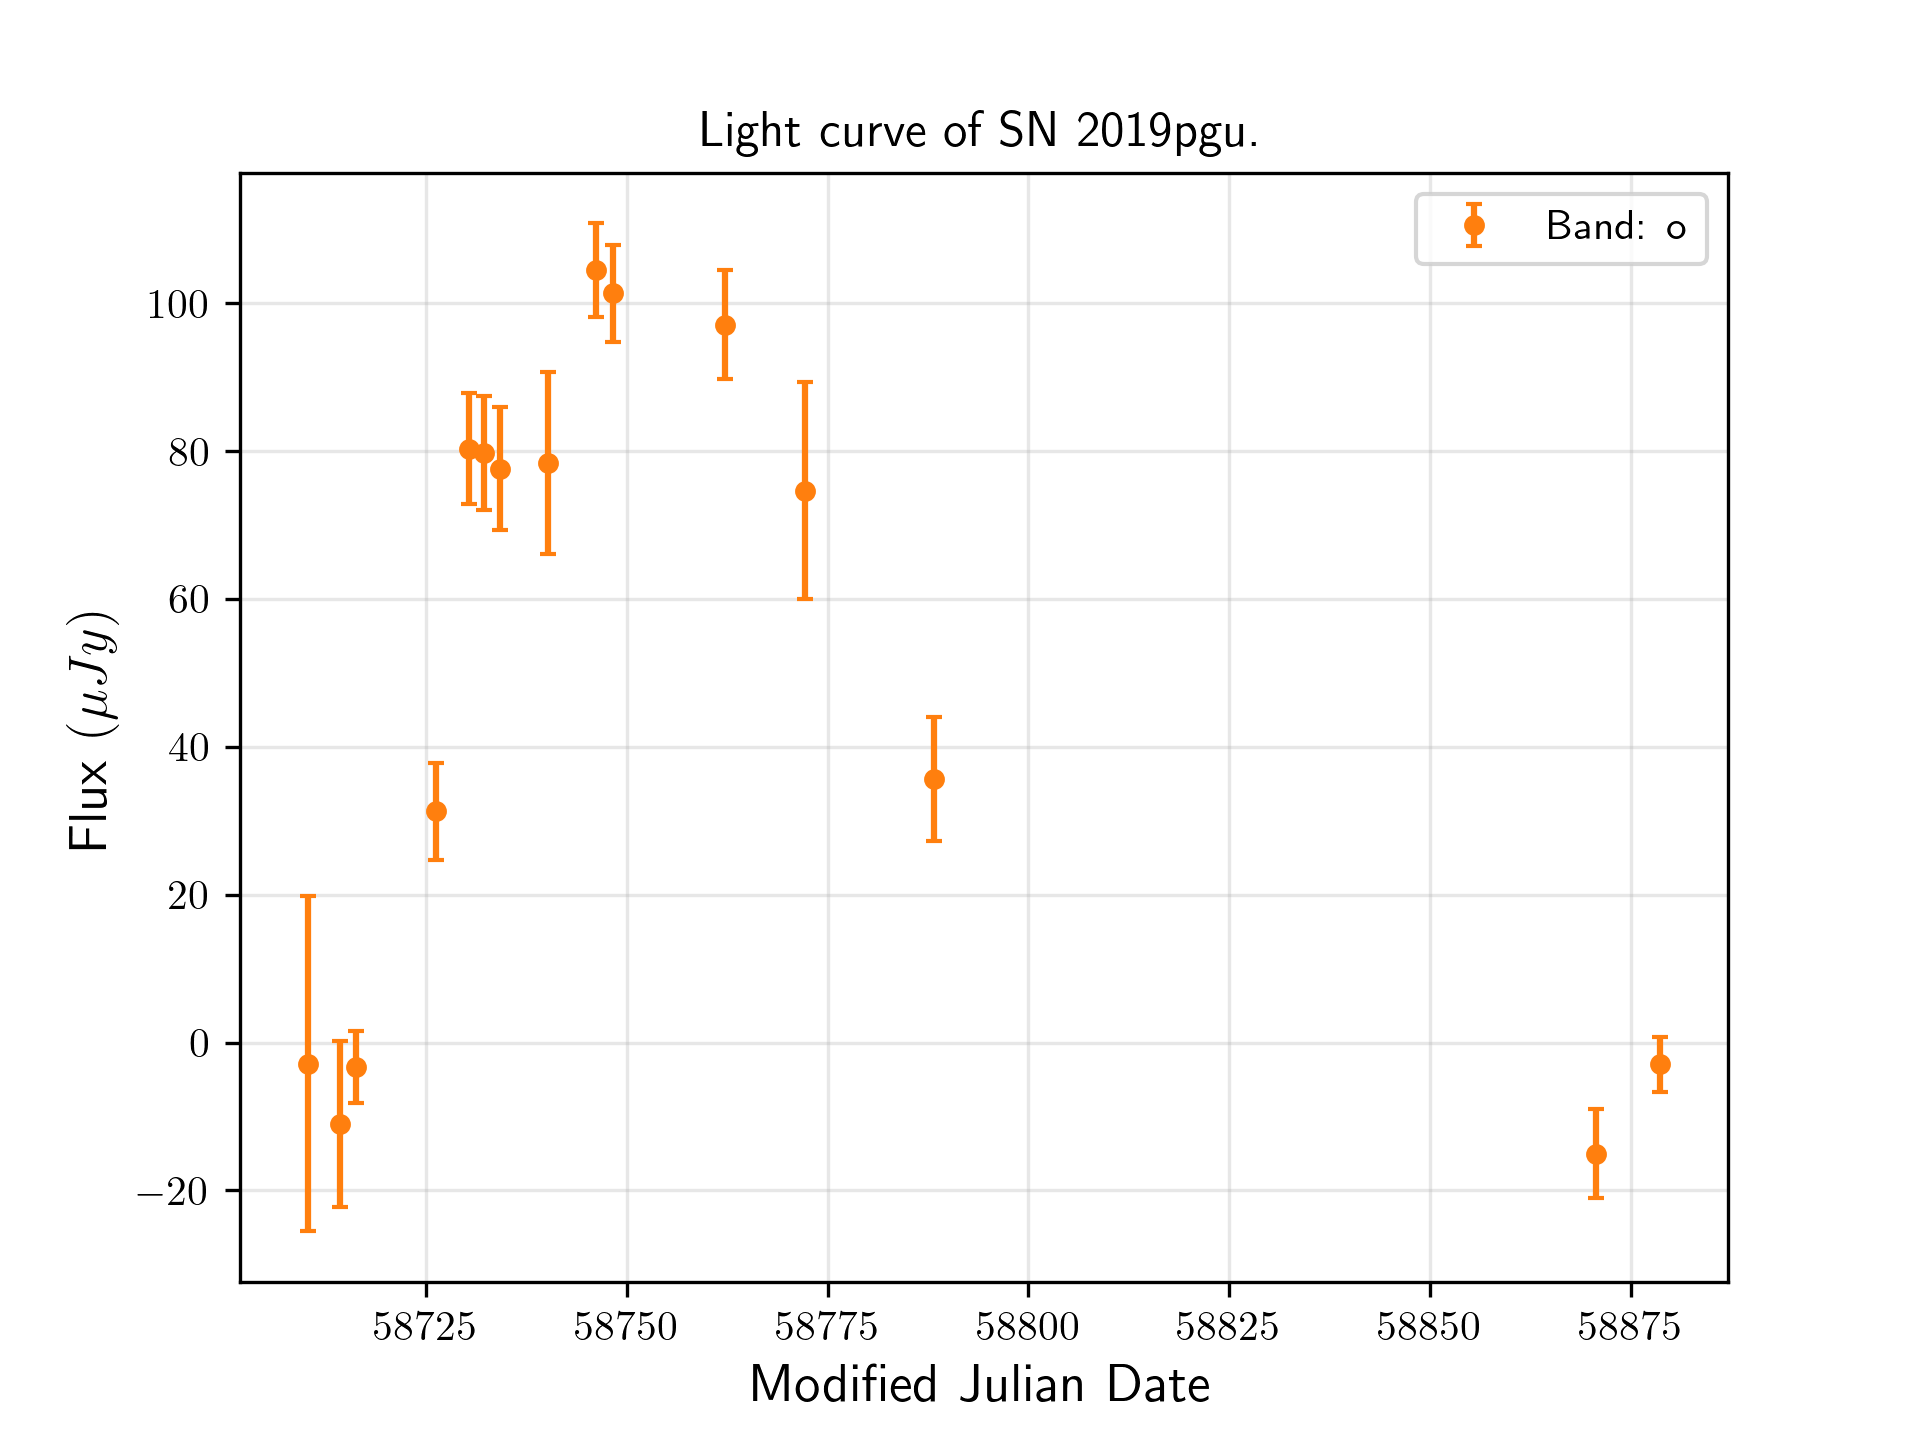 Light curve of SN 2019pgu.
Band: o
100
80
60
40
20
0
−20
Flux (μJy)
58725 58750 58775 58800 58825 58850 58875
Modified Julian Date